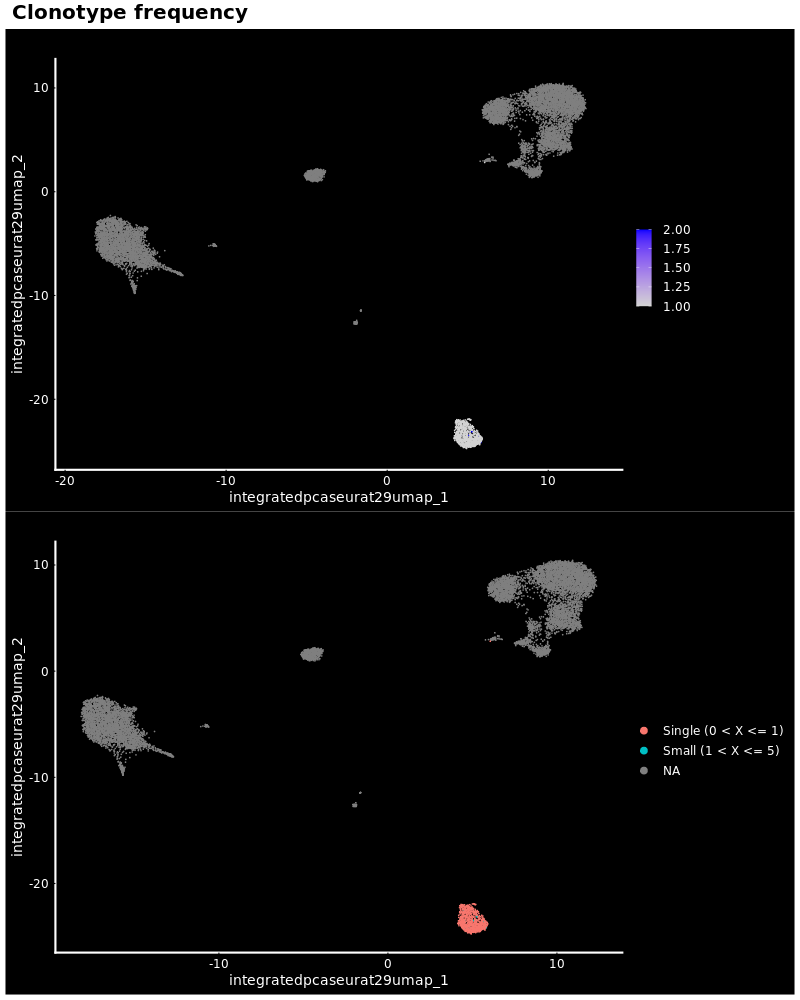 Clonotype frequency
integratedpcaseurat29umap_2
10
0
-10
-20
-20
-10
0
10
integratedpcaseurat29umap_1
2.00
1.75
1.50
1.25
1.00
integratedpcaseurat29umap_2
10
0
-10
-20
-10
0
10
integratedpcaseurat29umap_1
Single (0 < X <= 1)
Small (1 < X <= 5)
NA